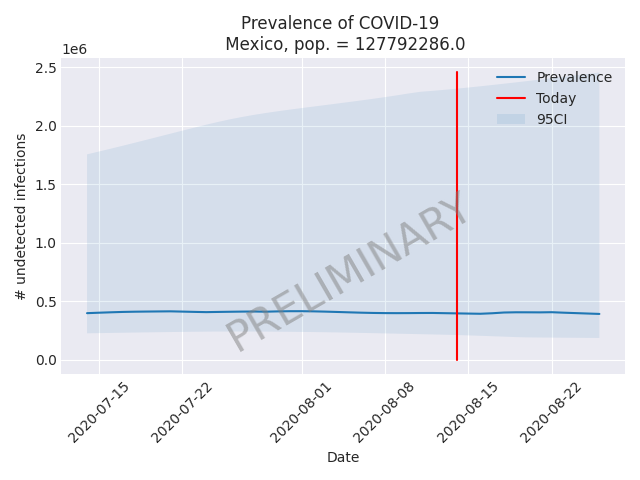 Prevalence of COVID-19
Mexico, pop. = 127792286.0
1e6
2.5
2.0
1.5
1.0
0.5
0.0
# undetected infections
Prevalence
Today
95CI
PRELIMINARY
2020-07-15
2020-07-22
2020-08-01
2020-08-08
2020-08-15
2020-08-22
Date